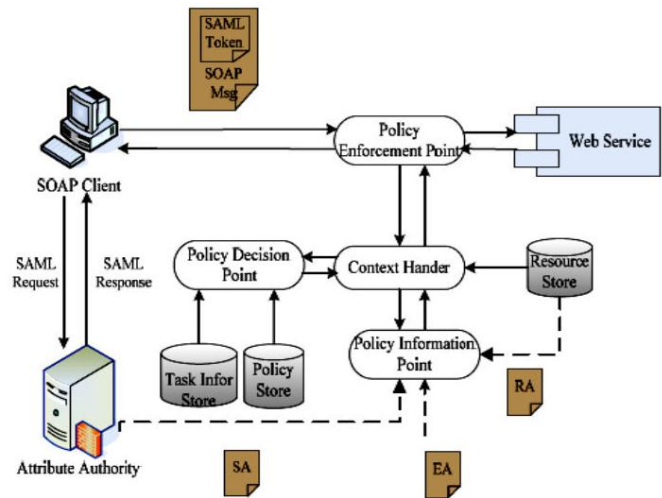 SAML
Token
SOAP
Msg
Policy
Enforcement Point
Web Service
SOAP Client
SAML
Request
SAML
Response
Policy Decision
Point
Context Hander
Resource
Store
Policy Information
Point
Task Infor
Store
Policy
Store
RA
Attribute Authority
SA
EA